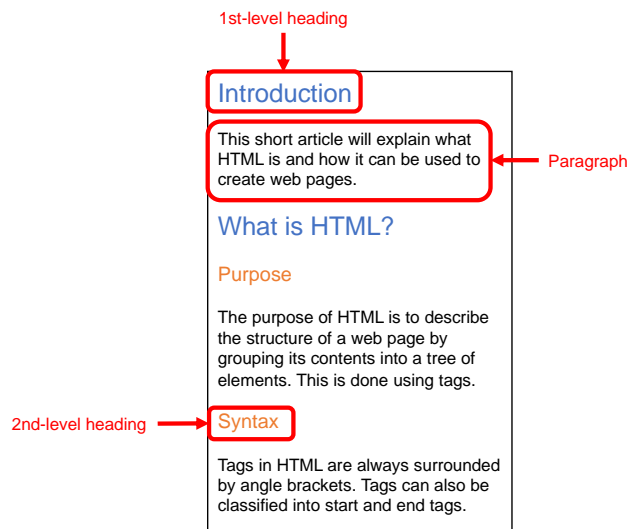 1st-level heading
Introduction
This short article will explain what
HTML is and how it can be used to
create web pages.
Paragraph
What is HTML?
Purpose
The purpose of HTML is to describe
the structure of a web page by
grouping its contents into a tree of
elements. This is done using tags.
2nd-level heading
Syntax
Tags in HTML are always surrounded
by angle brackets. Tags can also be
classified into start and end tags.